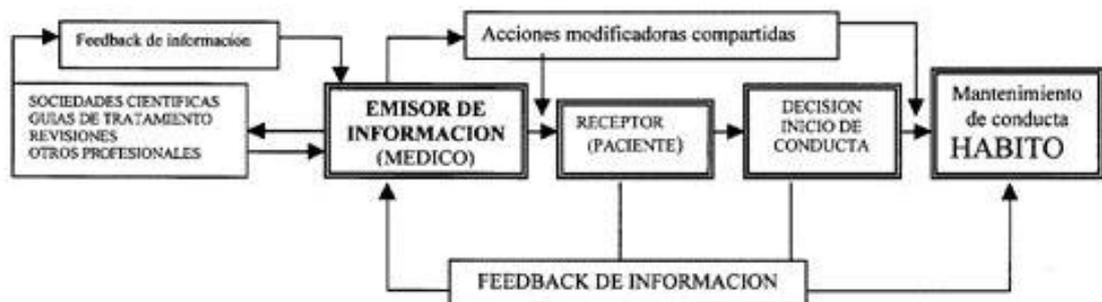 Feedback de informacion
Acciones modificadoras compartidas
SOCIEDADES CIENTIFICAS
GUIAS DE TRATAMIENTO
REVISIONES
OTROS PROFESIONALES
EMISOR DE
INFORMACION
(MEDICO)
RECEPTOR
(PACIENTE)
DECISION
INICIO DE
CONDUCTA
Mantenimiento
de conducta
HABITO
FEEDBACK DE INFORMACION